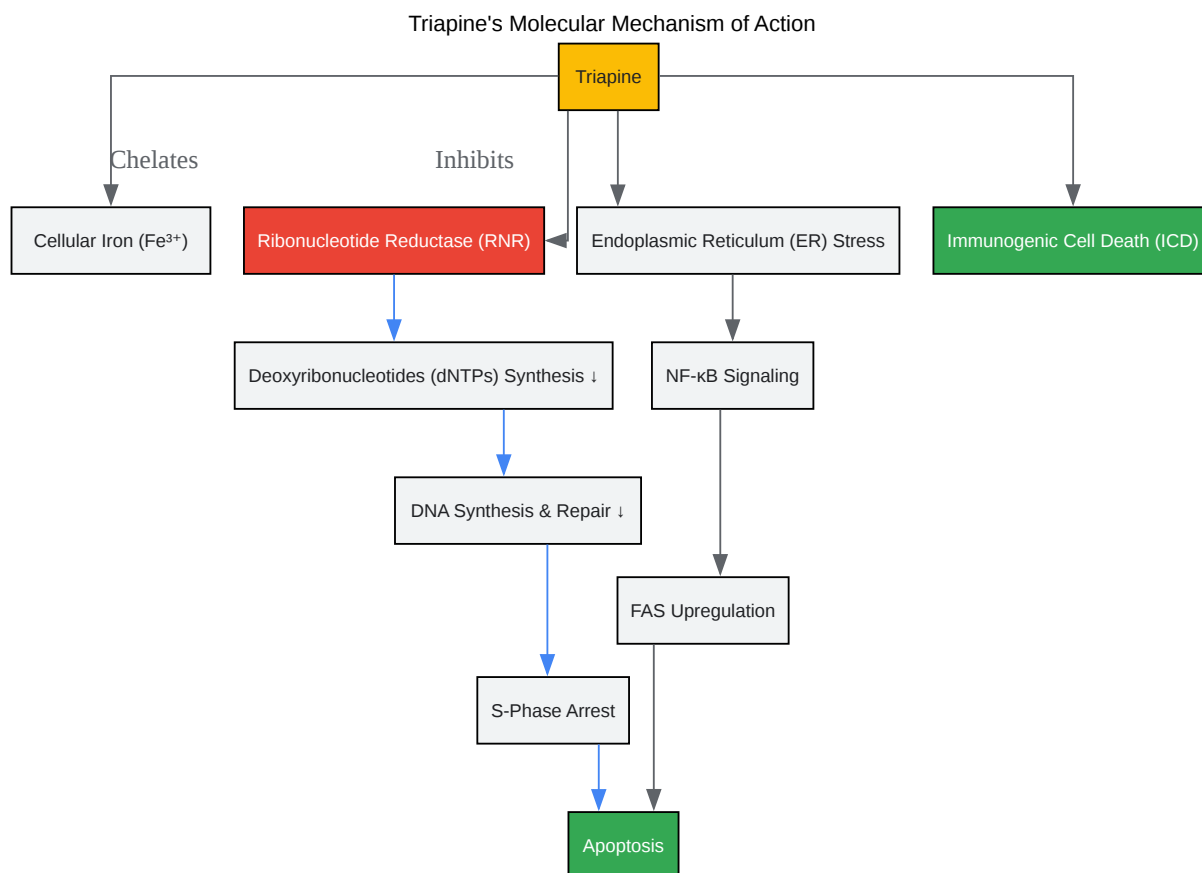 Triapine's Molecular Mechanism of Action
Triapine
Chelates
Inhibits
Cellular Iron (Fe³⁺)
Ribonucleotide Reductase (RNR)
Endoplasmic Reticulum (ER) Stress
Immunogenic Cell Death (ICD)
Deoxyribonucleotides (dNTPs) Synthesis ↓
NF-κB Signaling
DNA Synthesis & Repair ↓
FAS Upregulation
S-Phase Arrest
Apoptosis